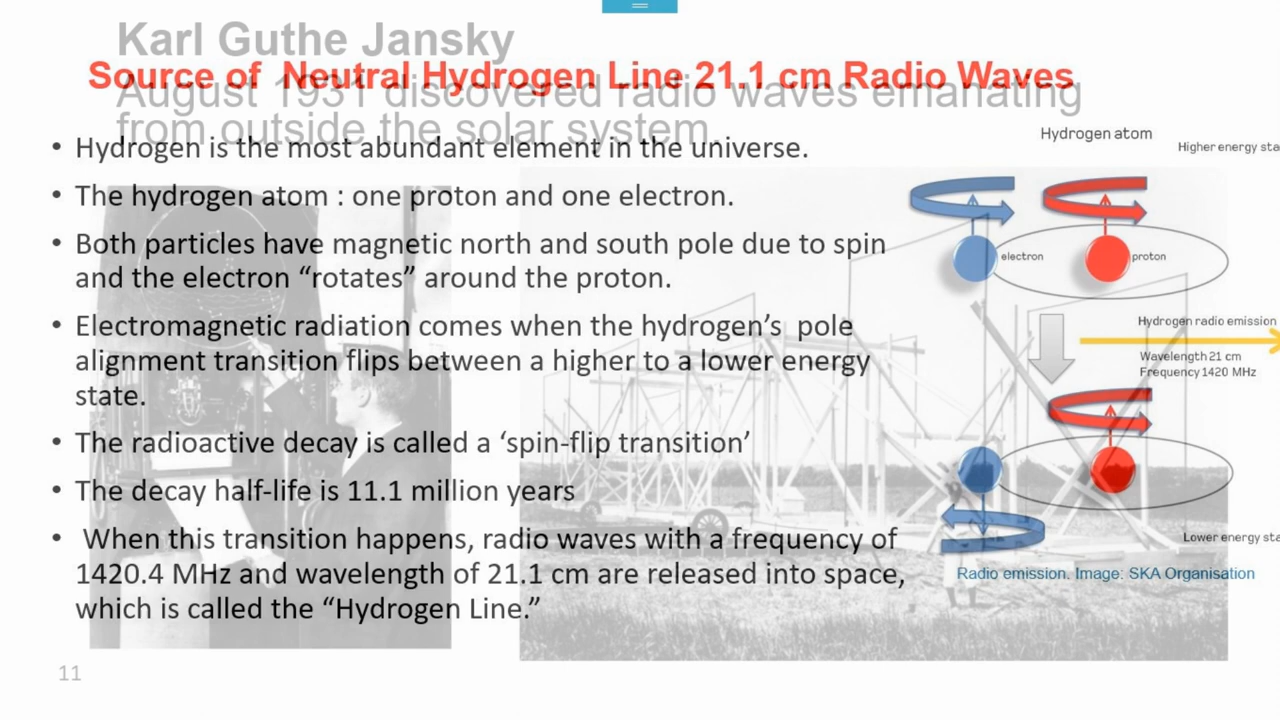 Karl Guthe Jansky
August 1931 discovered radio waves emanating
from outside the solar system.
Source of  Neutral Hydrogen Line 21.1 cm Radio Waves
• Hydrogen is the most abundant element in the universe.
• The hydrogen atom : one proton and one electron.
• Both particles have magnetic north and south pole due to spin
and the electron “rotates” around the proton.
• Electromagnetic radiation comes when the hydrogen’s  pole
alignment transition flips between a higher to a lower energy
state.
• The radioactive decay is called a ‘spin-flip transition’
• The decay half-life is 11.1 million years
•  When this transition happens, radio waves with a frequency of
1420.4 MHz and wavelength of 21.1 cm are released into space,
which is called the “Hydrogen Line.”
Hydrogen atom
Higher energy sta
electron
proton
Hydrogen radio emission
Wavelength 21 cm
Frequency 1420 MHz
Lower energy sta
Radio emission. Image: SKA Organisation
11